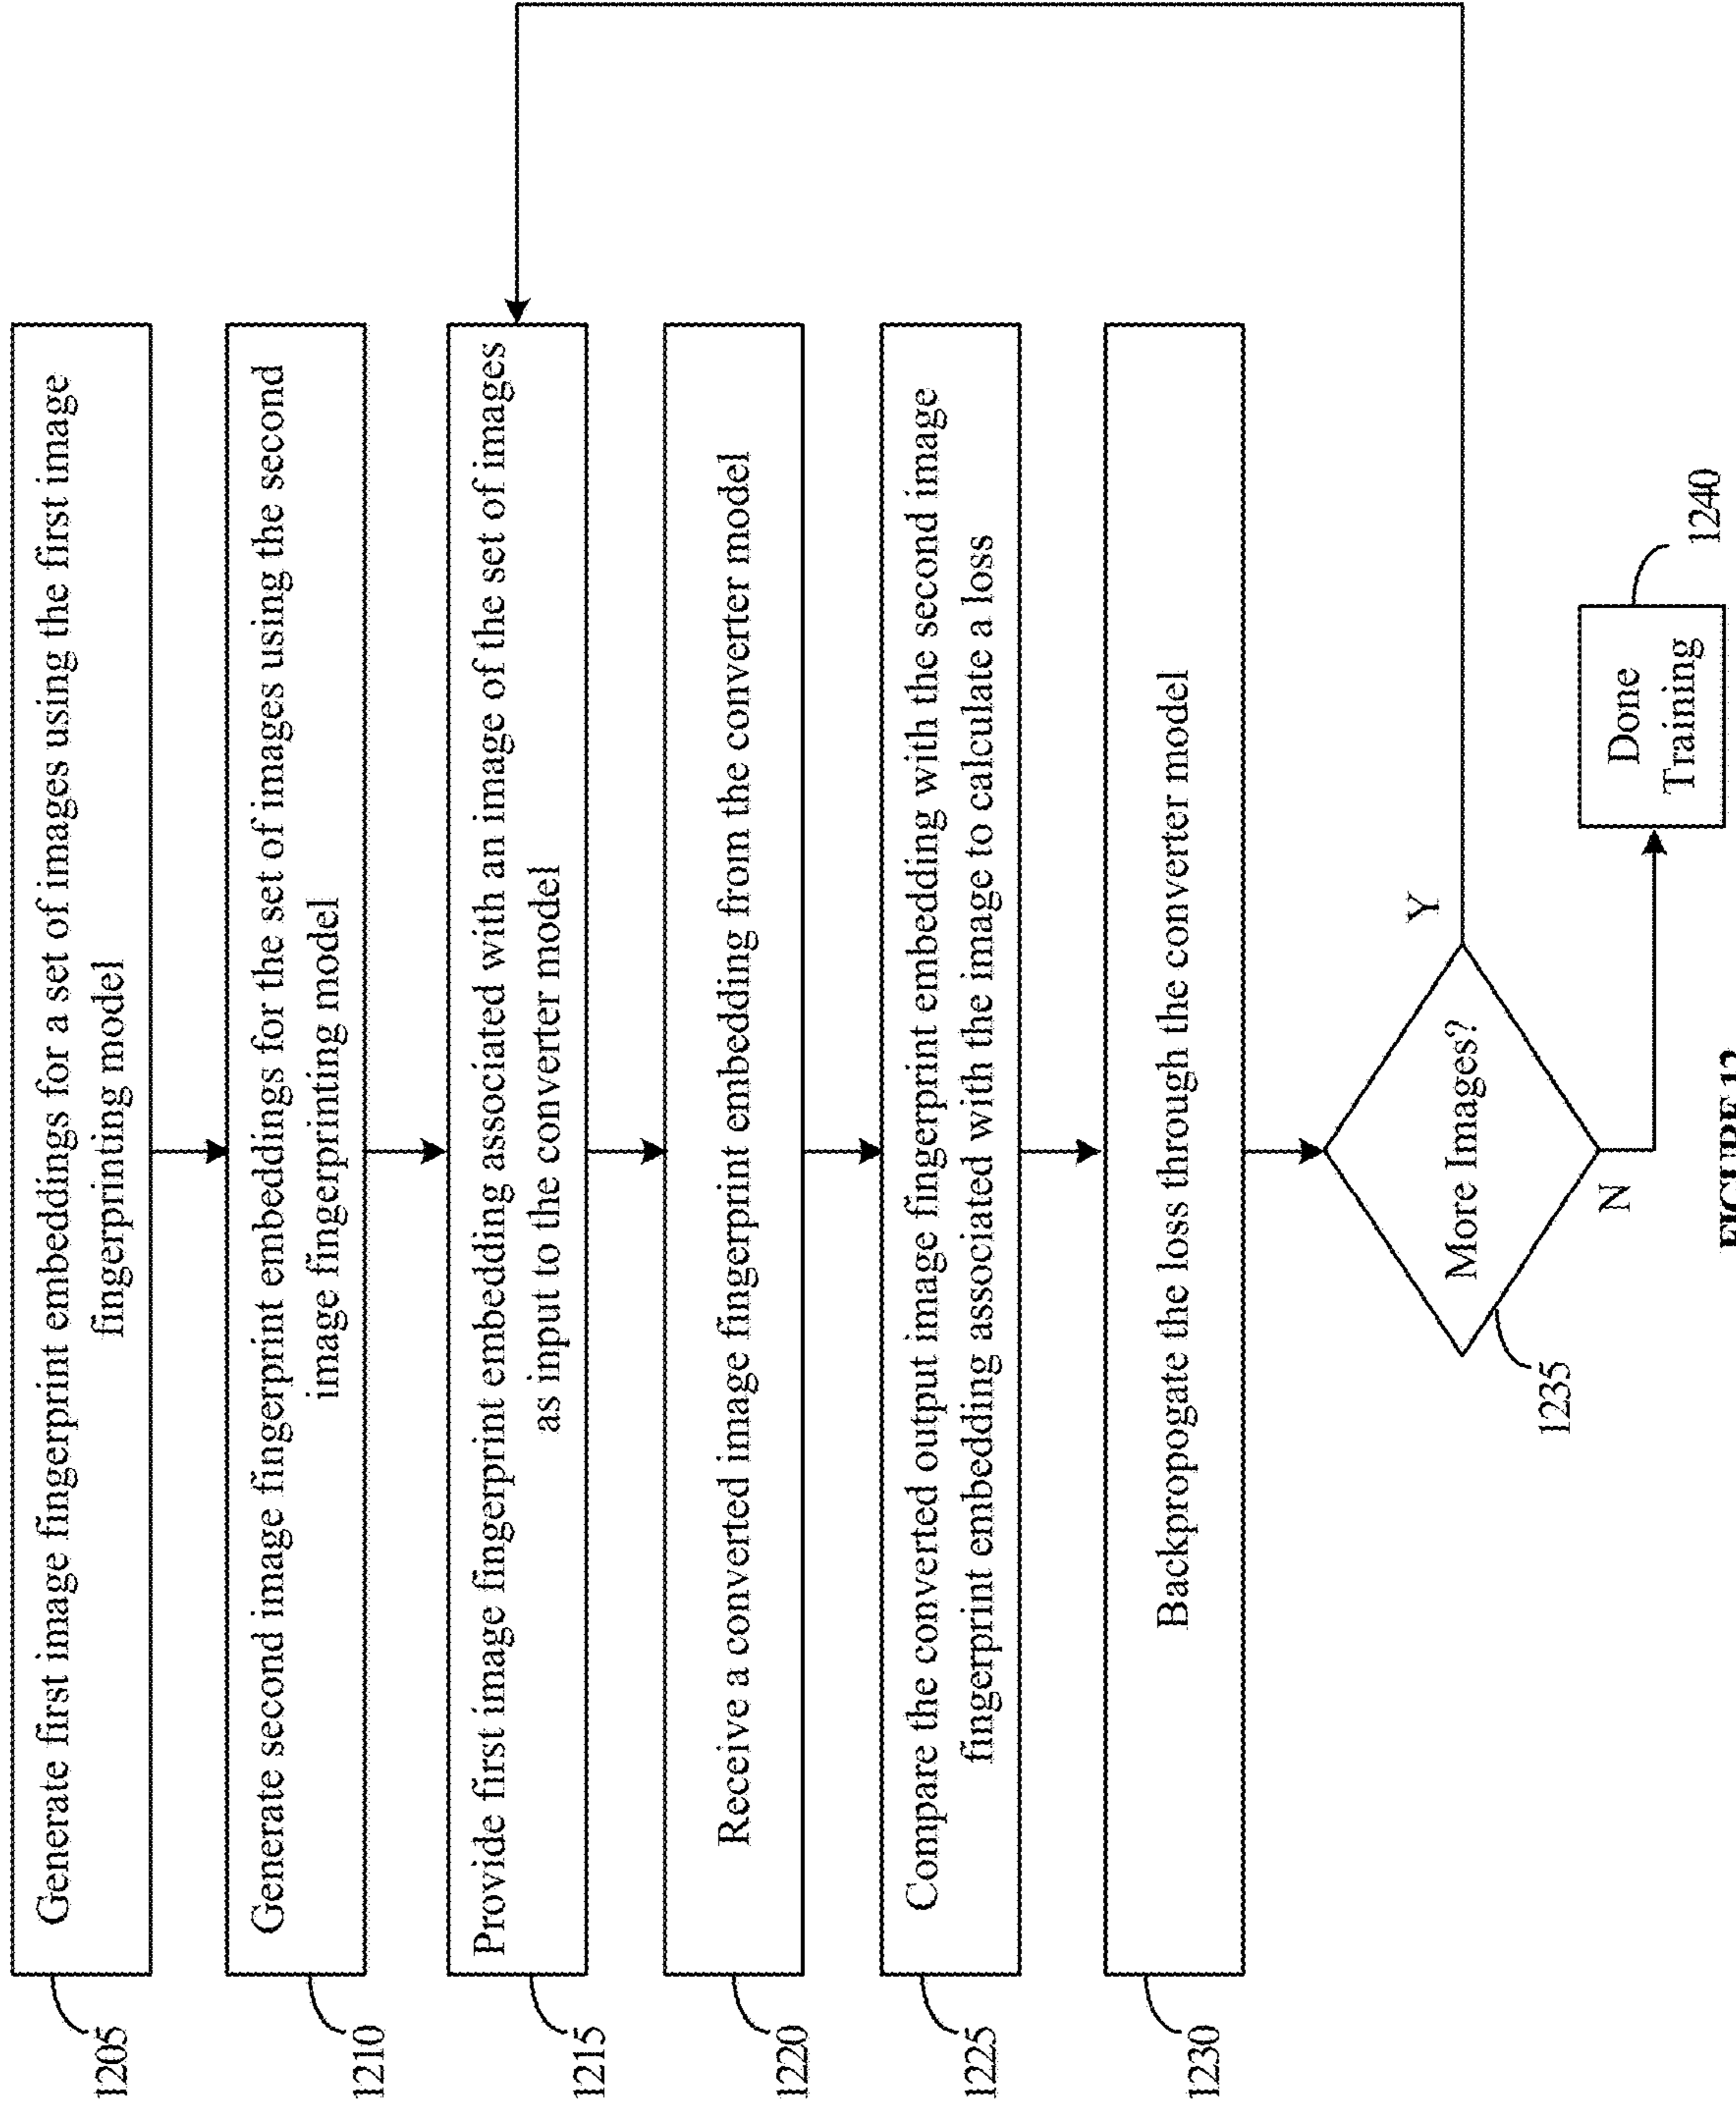 1205
Generate first image fingerprint embeddings for a set of images using the first image
fingerprinting model
1210
Generate second image fingerprint embeddings for the set of images using the second
image fingerprinting model
1215
Provide first image fingerprint embedding associated with an image of the set of images
as input to the converter model
1220
Receive a converted image fingerprint embedding from the converter model
1225
Compare the converted output image fingerprint embedding with the second image
fingerprint embedding associated with the image to calculate a loss
1230
Backpropogate the loss through the converter model
1235
More Images?
Y
N
Done
Training
1240
FIGURE 12